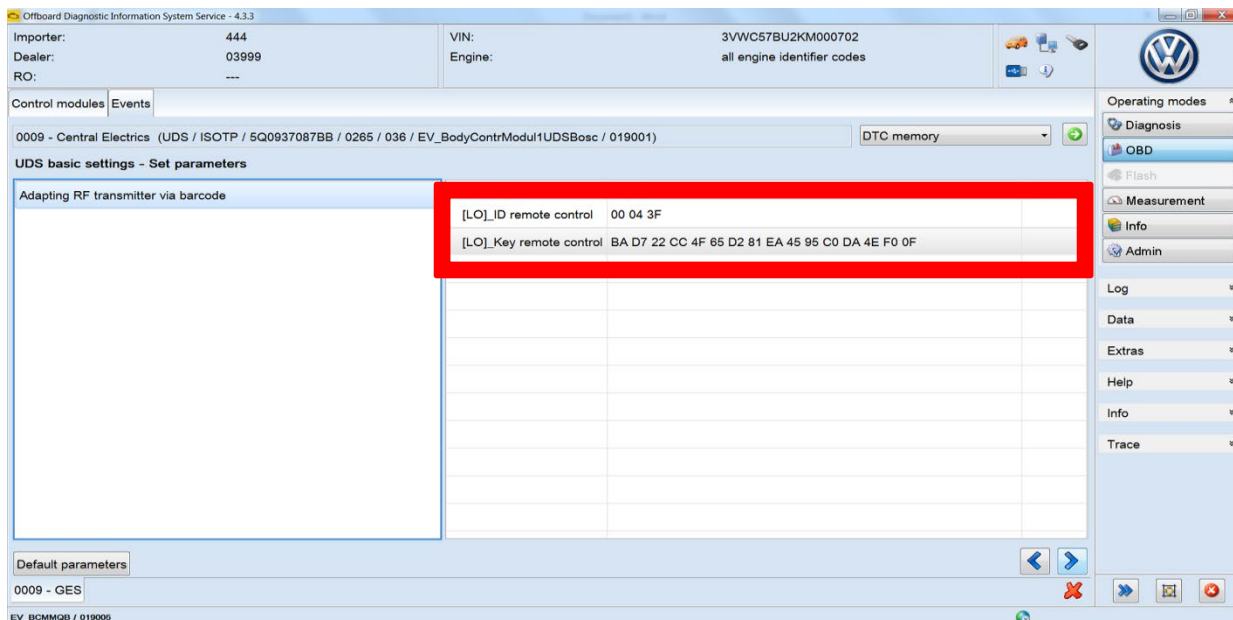 Offboard Diagnostic Information System Service - 4.3.3
Importer: 444 VIN: 3VWC57BU2KM000702
Dealer: 03999 Engine: all engine identifier codes
RO: ---
Control modules Events
Operating modes
0009 - Central Electrics (UDS / ISOTP / 5Q0937087BB / 0265 / 036 / EV_BodyContrModul1UDSBosc / 019001) DTC memory
Diagnosis
OBD
UDS basic settings - Set parameters
Flash
Adapting RF transmitter via barcode
Measurement
[LO]_ID remote control 00 04 3F
Info
[LO]_Key remote control BA D7 22 CC 4F 65 D2 81 EA 45 95 C0 DA 4E F0 0F
Admin
Log
Data
Extras
Help
Info
Trace
Default parameters
0009 - GES
EV_BCMMQB / 019005